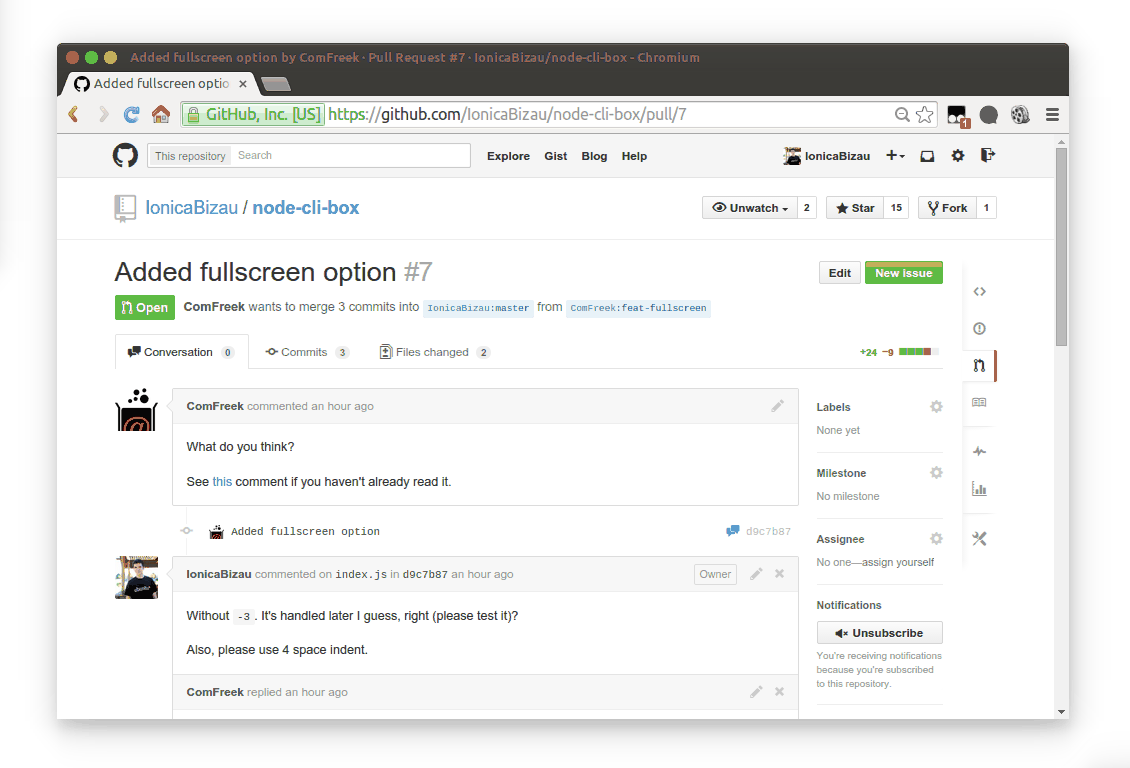 Added fullscreen option by ComFreek · Pull Request #7 · IonicaBizau/node-cli-box - Chromium
Added fullscreen optio
GitHub, Inc. [US] https://github.com/IonicaBizau/node-cli-box/pull/7
1
This repository Search Explore Gist Blog Help IonicaBizau
IonicaBizau / node-cli-box Unwatch 2 Star 15 Fork 1
Added fullscreen option #7 Edit New issue
Open ComFreek wants to merge 3 commits into IonicaBizau:master from ComFreek:feat-fullscreen
Conversation 0 Commits 3 Files changed 2 +24 −9
ComFreek commented an hour ago
What do you think?
See this comment if you haven't already read it.
Added fullscreen option d9c7b87
IonicaBizau commented on index.js in d9c7b87 an hour ago Owner
Without -3. It's handled later I guess, right (please test it)?
Also, please use 4 space indent.
ComFreek replied an hour ago
Labels
None yet
Milestone
No milestone
Assignee
No one—assign yourself
Notifications
Unsubscribe
You're receiving notifications
because you're subscribed
to this repository.